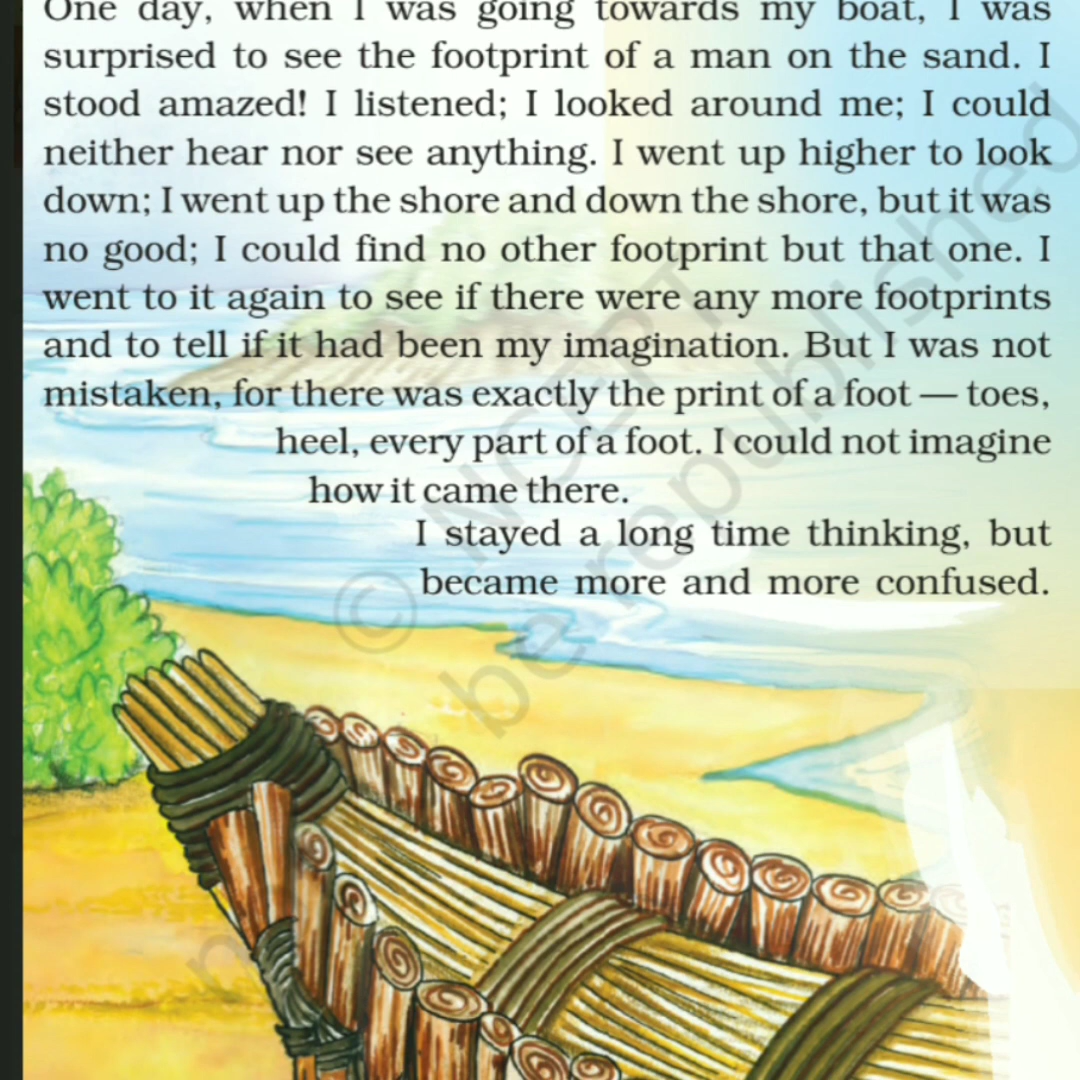 One day, when I was going towards my boat, I was
surprised to see the footprint of a man on the sand. I
stood amazed! I listened; I looked around me; I could
neither hear nor see anything. I went up higher to look
down; I went up the shore and down the shore, but it was
no good; I could find no other footprint but that one. I
went to it again to see if there were any more footprints
and to tell if it had been my imagination. But I was not
mistaken, for there was exactly the print of a foot — toes,
heel, every part of a foot. I could not imagine
how it came there.
I stayed a long time thinking, but
became more and more confused.
© NCERT
be republished